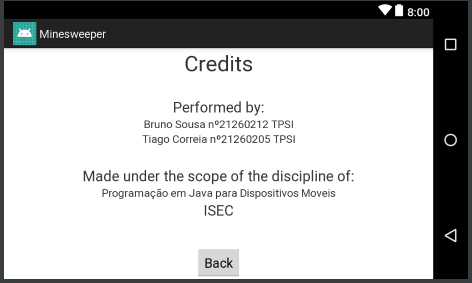 8:00
Minesweeper
Credits
Performed by:
Bruno Sousa nº21260212 TPSI
Tiago Correia nº21260205 TPSI
Made under the scope of the discipline of:
Programação em Java para Dispositivos Moveis
ISEC
Back